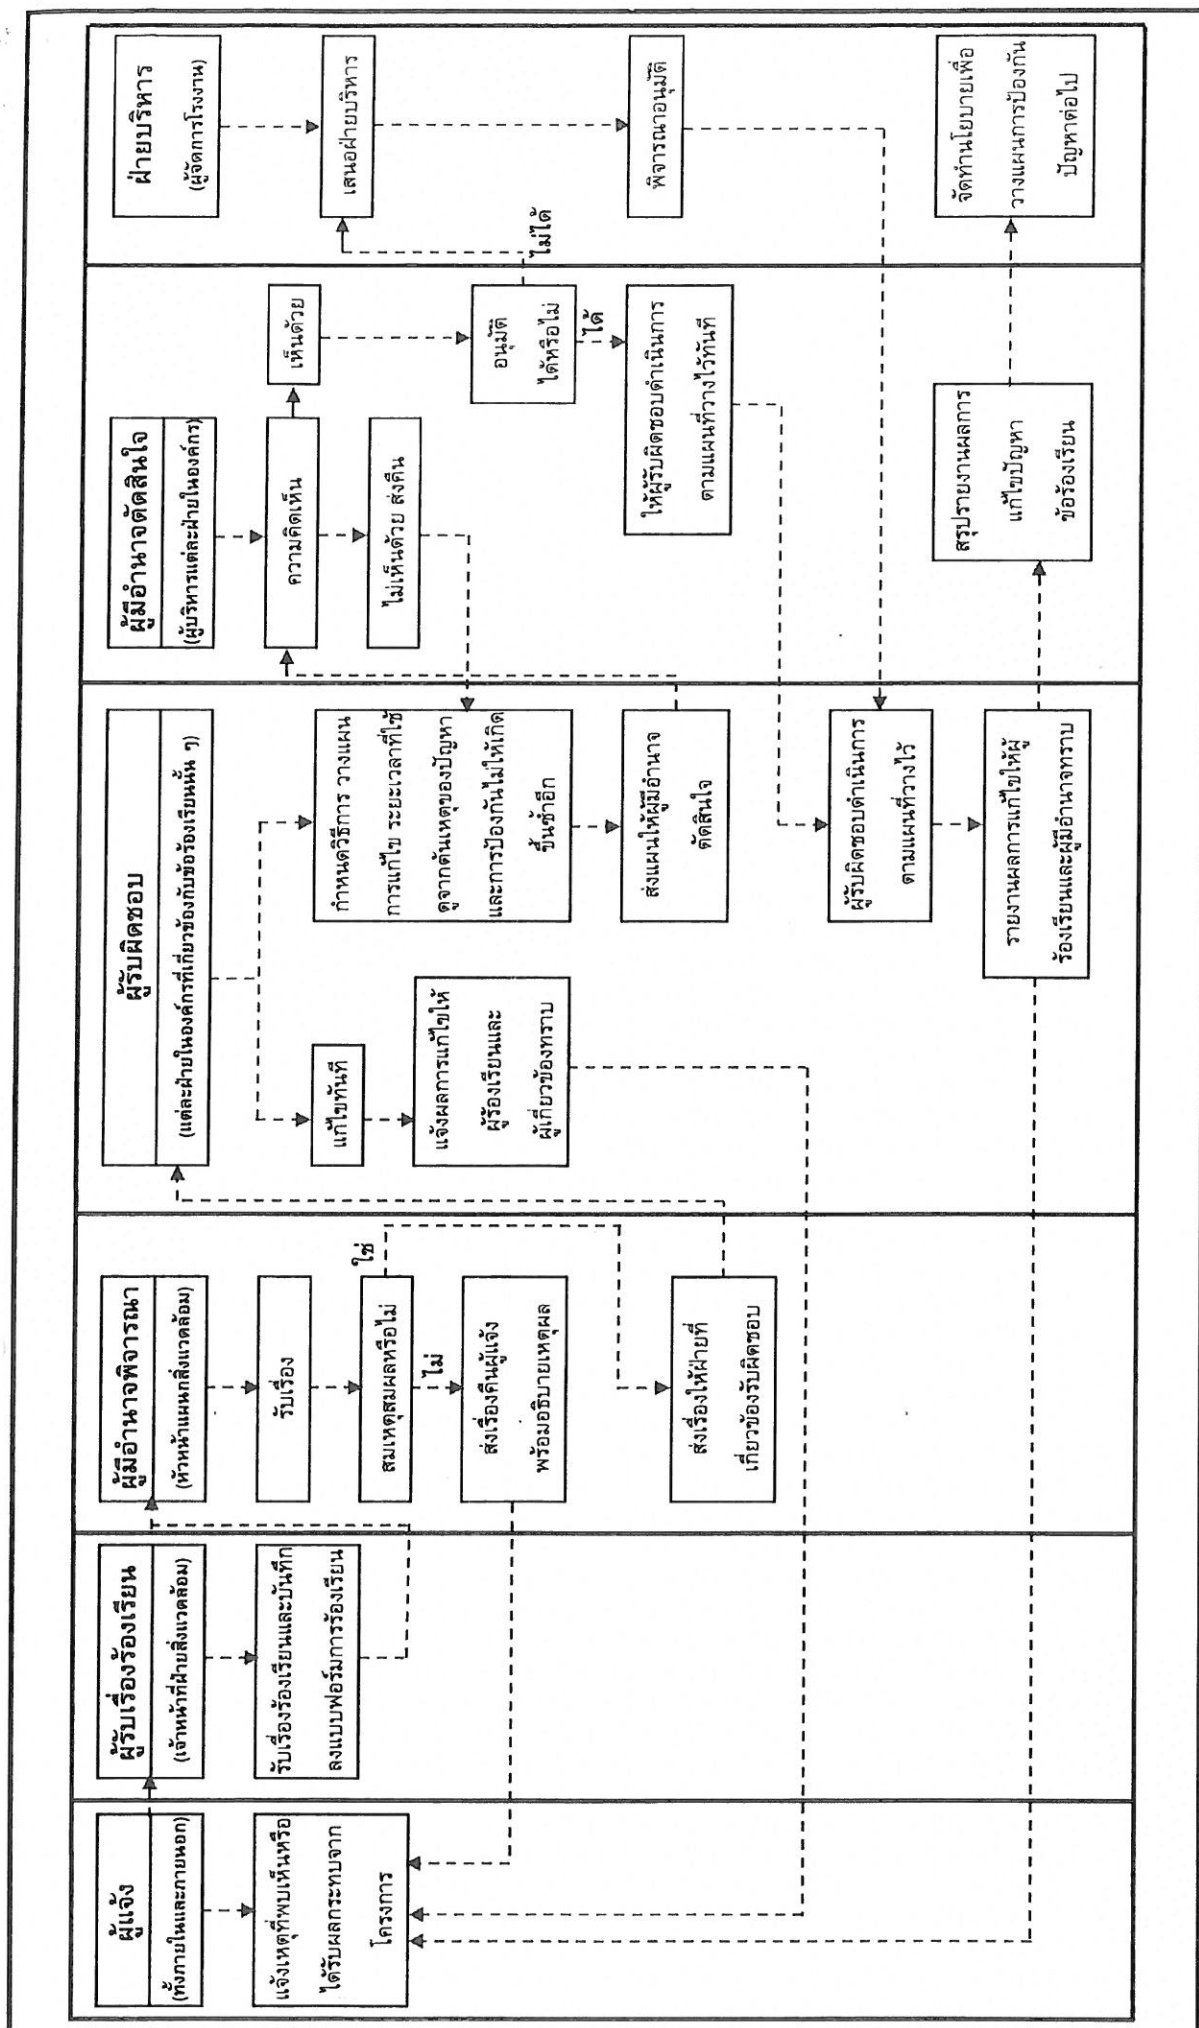 ผู้แจ้ง
(ทั้งภายในและภายนอก)
แจ้งเหตุที่พบเห็นหรือ
ได้รับผลกระทบจาก
โครงการ
ผู้รับเรื่องร้องเรียน
(เจ้าหน้าที่ฝ่ายสิ่งแวดล้อม)
รับเรื่องร้องเรียนและบันทึก
ลงแบบฟอร์มการร้องเรียน
ผู้มีอำนาจพิจารณา
(หัวหน้าแผนกสิ่งแวดล้อม)
รับเรื่อง
สมเหตุสมผลหรือไม่
ใช่
ไม่
ส่งเรื่องคืนผู้แจ้ง
พร้อมอธิบายเหตุผล
ส่งเรื่องให้ฝ่ายที่
เกี่ยวข้องรับผิดชอบ
ผู้รับผิดชอบ
(แต่ละฝ่ายในองค์กรที่เกี่ยวข้องกับข้อร้องเรียนนั้น ๆ)
แก้ไขทันที
แจ้งผลการแก้ไขให้
ผู้ร้องเรียนและ
ผู้เกี่ยวข้องทราบ
กำหนดวิธีการ วางแผน
การแก้ไข ระยะเวลาที่ใช้
ดูจากต้นเหตุของปัญหา
และการป้องกันไม่ให้เกิด
ขึ้นซ้ำอีก
ส่งแผนให้ผู้มีอำนาจ
ตัดสินใจ
ผู้รับผิดชอบดำเนินการ
ตามแผนที่วางไว้
รายงานผลการแก้ไขให้ผู้
ร้องเรียนและผู้มีอำนาจทราบ
ผู้มีอำนาจตัดสินใจ
(ผู้บริหารแต่ละฝ่ายในองค์กร)
ความคิดเห็น
เห็นด้วย
ไม่เห็นด้วย ส่งคืน
อนุมัติ
ได้หรือไม่
ไม่ได้
ได้
ให้ผู้รับผิดชอบดำเนินการ
ตามแผนที่วางไว้ทันที
สรุปรายงานผลการ
แก้ไขปัญหา
ข้อร้องเรียน
ฝ่ายบริหาร
(ผู้จัดการโรงงาน)
เสนอฝ่ายบริหาร
พิจารณาอนุมัติ
จัดทำนโยบายเพื่อ
วางแผนการป้องกัน
ปัญหาต่อไป